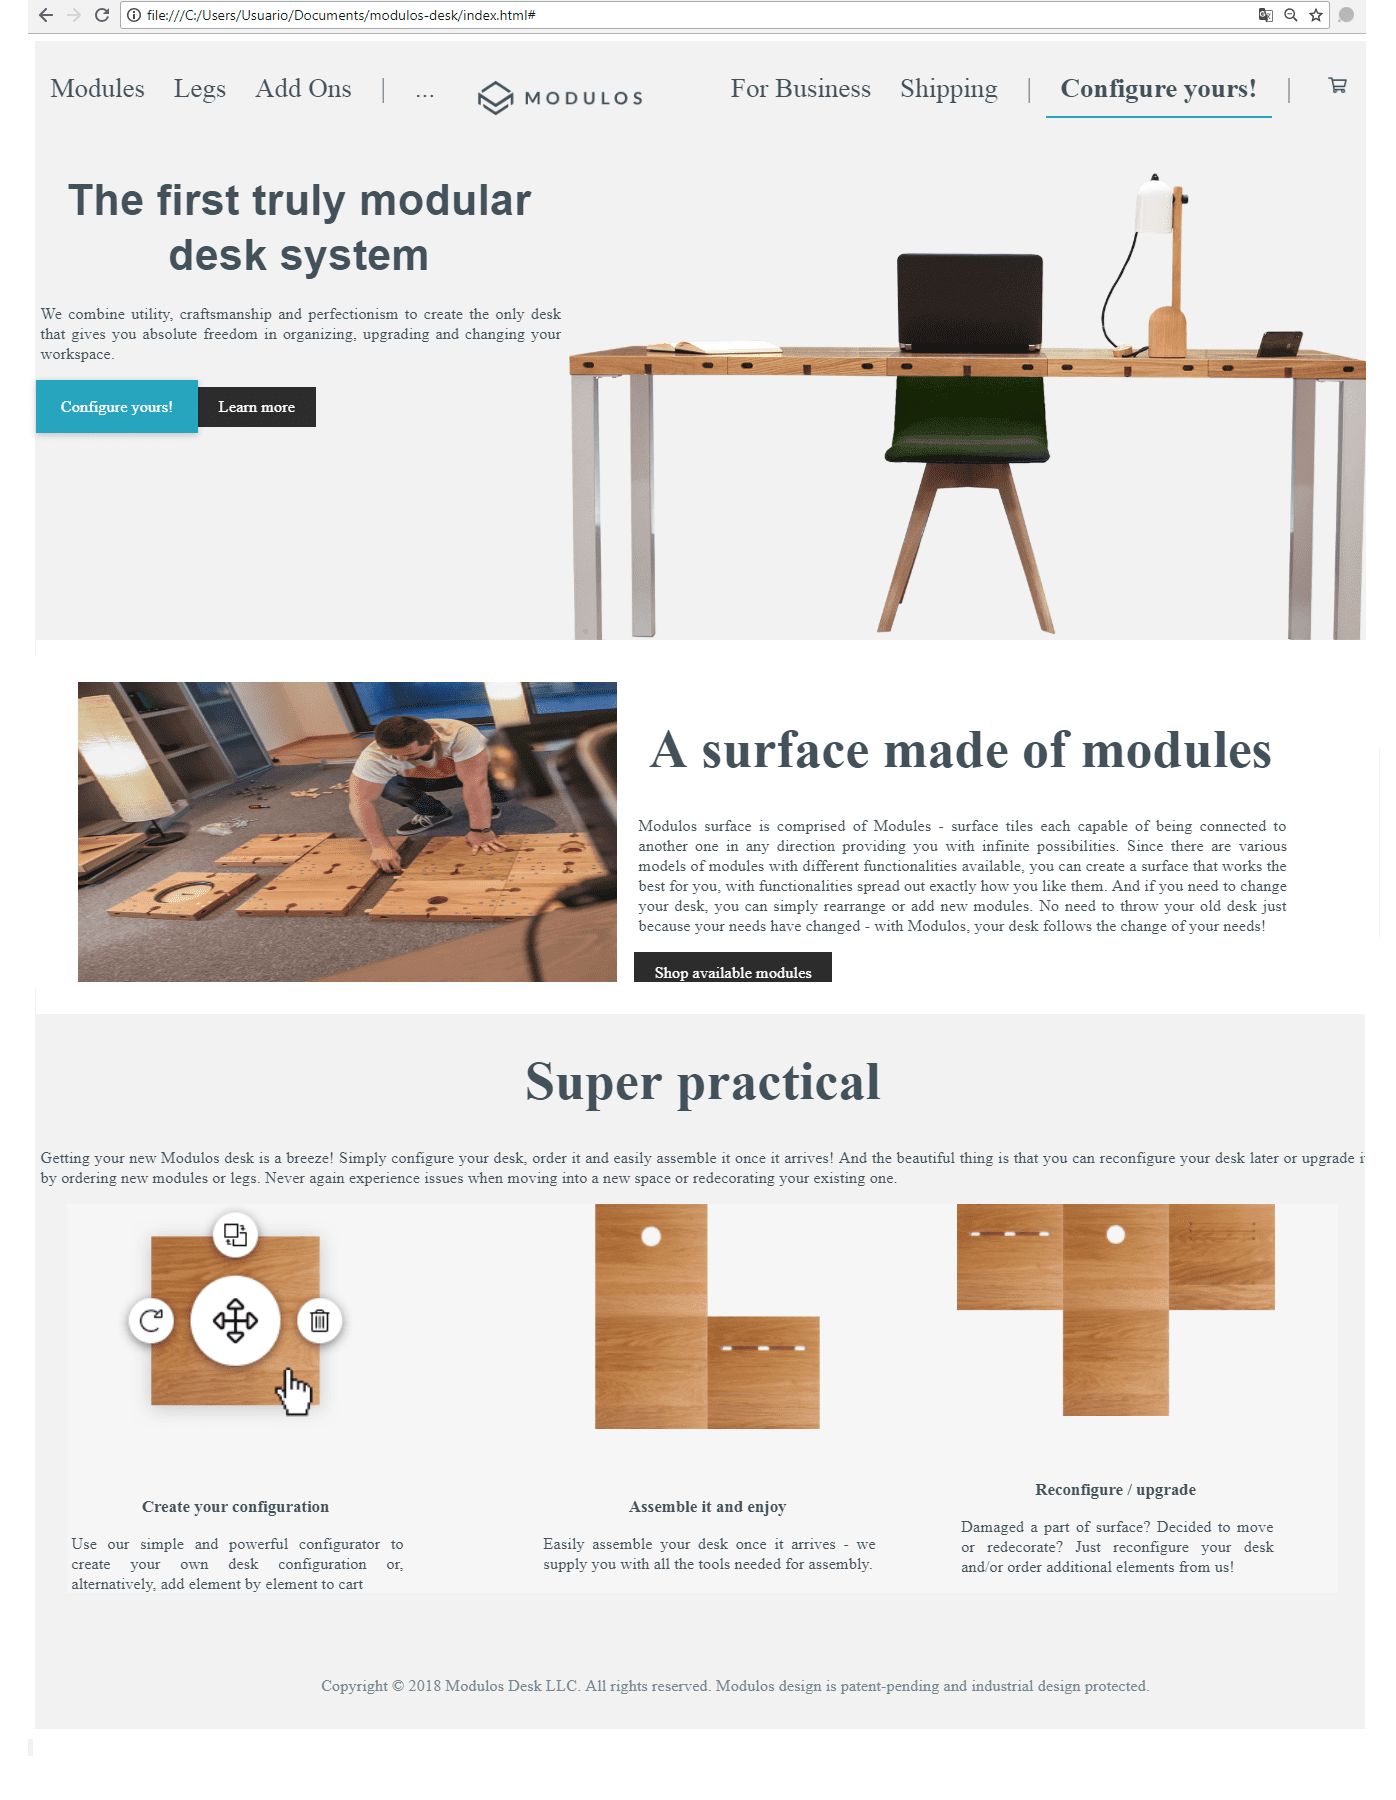 file:///C:/Users/Usuario/Documents/modulos-desk/index.html#
Modules Legs Add Ons | ... MODULOS For Business Shipping | Configure yours! |
The first truly modular
desk system
We combine utility, craftsmanship and perfectionism to create the only desk
that gives you absolute freedom in organizing, upgrading and changing your
workspace.
Configure yours! Learn more
A surface made of modules
Modulos surface is comprised of Modules - surface tiles each capable of being connected to
another one in any direction providing you with infinite possibilities. Since there are various
models of modules with different functionalities available, you can create a surface that works the
best for you, with functionalities spread out exactly how you like them. And if you need to change
your desk, you can simply rearrange or add new modules. No need to throw your old desk just
because your needs have changed - with Modulos, your desk follows the change of your needs!
Shop available modules
Super practical
Getting your new Modulos desk is a breeze! Simply configure your desk, order it and easily assemble it once it arrives! And the beautiful thing is that you can reconfigure your desk later or upgrade
by ordering new modules or legs. Never again experience issues when moving into a new space or redecorating your existing one.
Create your configuration
Use our simple and powerful configurator to
create your own desk configuration or,
alternatively, add element by element to cart
Assemble it and enjoy
Easily assemble your desk once it arrives - we
supply you with all the tools needed for assembly.
Reconfigure / upgrade
Damaged a part of surface? Decided to move
or redecorate? Just reconfigure your desk
and/or order additional elements from us!
Copyright © 2018 Modulos Desk LLC. All rights reserved. Modulos design is patent-pending and industrial design protected.